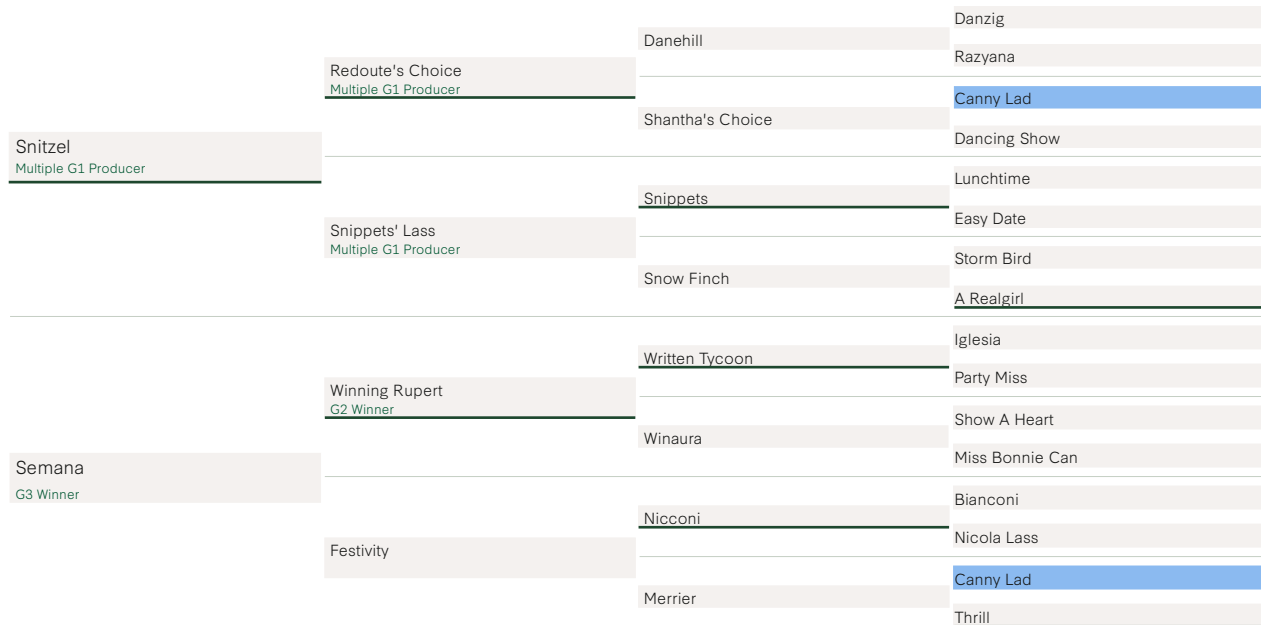 Snitzel
Multiple G1 Producer
Semana
G3 Winner
Redoute's Choice
Multiple G1 Producer
Snippets' Lass
Multiple G1 Producer
Winning Rupert
G2 Winner
Festivity
Danehill
Shantha's Choice
Snippets
Snow Finch
Written Tycoon
Winaura
Nicconi
Merrier
Danzig
Razyana
Canny Lad
Dancing Show
Lunchtime
Easy Date
Storm Bird
A Realgirl
Iglesia
Party Miss
Show A Heart
Miss Bonnie Can
Bianconi
Nicola Lass
Canny Lad
Thrill